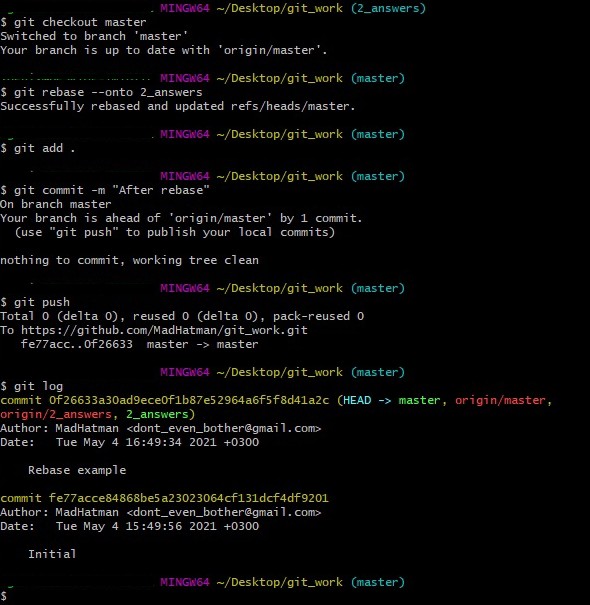 MINGW64 ~/Desktop/git_work (2_answers)
$ git checkout master
Switched to branch 'master'
Your branch is up to date with 'origin/master'.
MINGW64 ~/Desktop/git_work (master)
$ git rebase --onto 2_answers
Successfully rebased and updated refs/heads/master.
MINGW64 ~/Desktop/git_work (master)
$ git add .
MINGW64 ~/Desktop/git_work (master)
$ git commit -m "After rebase"
On branch master
Your branch is ahead of 'origin/master' by 1 commit.
(use "git push" to publish your local commits)
nothing to commit, working tree clean
MINGW64 ~/Desktop/git_work (master)
$ git push
Total 0 (delta 0), reused 0 (delta 0), pack-reused 0
To https://github.com/MadHatman/git_work.git
fe77acc..0f26633 master -> master
MINGW64 ~/Desktop/git_work (master)
$ git log
commit 0f26633a30ad9ece0f1b87e52964a6f5f8d41a2c (HEAD -> master, origin/master,
origin/2_answers, 2_answers)
Author: MadHatman <dont_even_bother@gmail.com>
Date: Tue May 4 16:49:34 2021 +0300
Rebase example
commit fe77acce84868be5a23023064cf131dcf4df9201
Author: MadHatman <dont_even_bother@gmail.com>
Date: Tue May 4 15:49:56 2021 +0300
Initial
MINGW64 ~/Desktop/git_work (master)
$